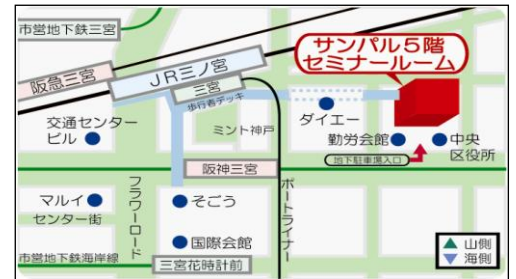 市営地下鉄三宮
阪急三宮
JR三ノ宮
三宮
歩行者デッキ
サンパル5階
セミナールーム
交通センター
ビル
ミント神戸
ダイエー
勤労会館
中央
区役所
地下駐車場入口
阪神三宮
マルイ
センター街
フラワーロード
そごう
国際会館
ポートライナー
市営地下鉄海岸線
三宮花時計前
山側
海側